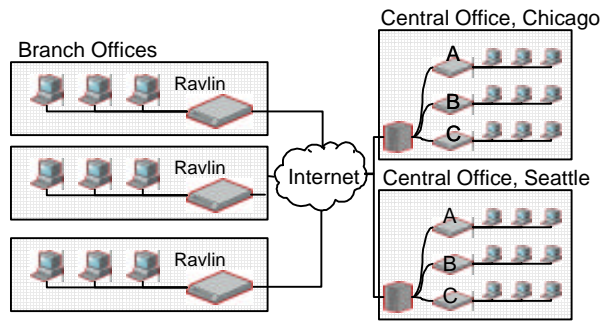 Branch Offices
Ravlin
Ravlin
Ravlin
Internet
Central Office, Chicago
A
B
C
Central Office, Seattle
A
B
C